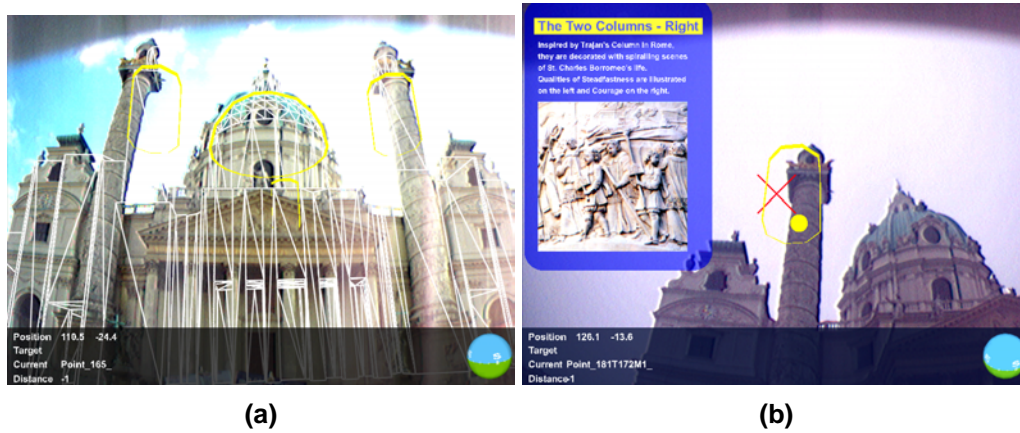 The Two Columns - Right
Inspired by Trajan's Column in Rome,
they are decorated with spiralling scenes
of St. Charles Borromeo's life.
Qualities of Steadfastness are illustrated
on the left and Courage on the right.
Position 110.5 -24.4
Target
Current Point_165_
Distance -1
Position 126.1 -13.6
Target
Current Point_181T172M1_
Distance-1
(a)
(b)